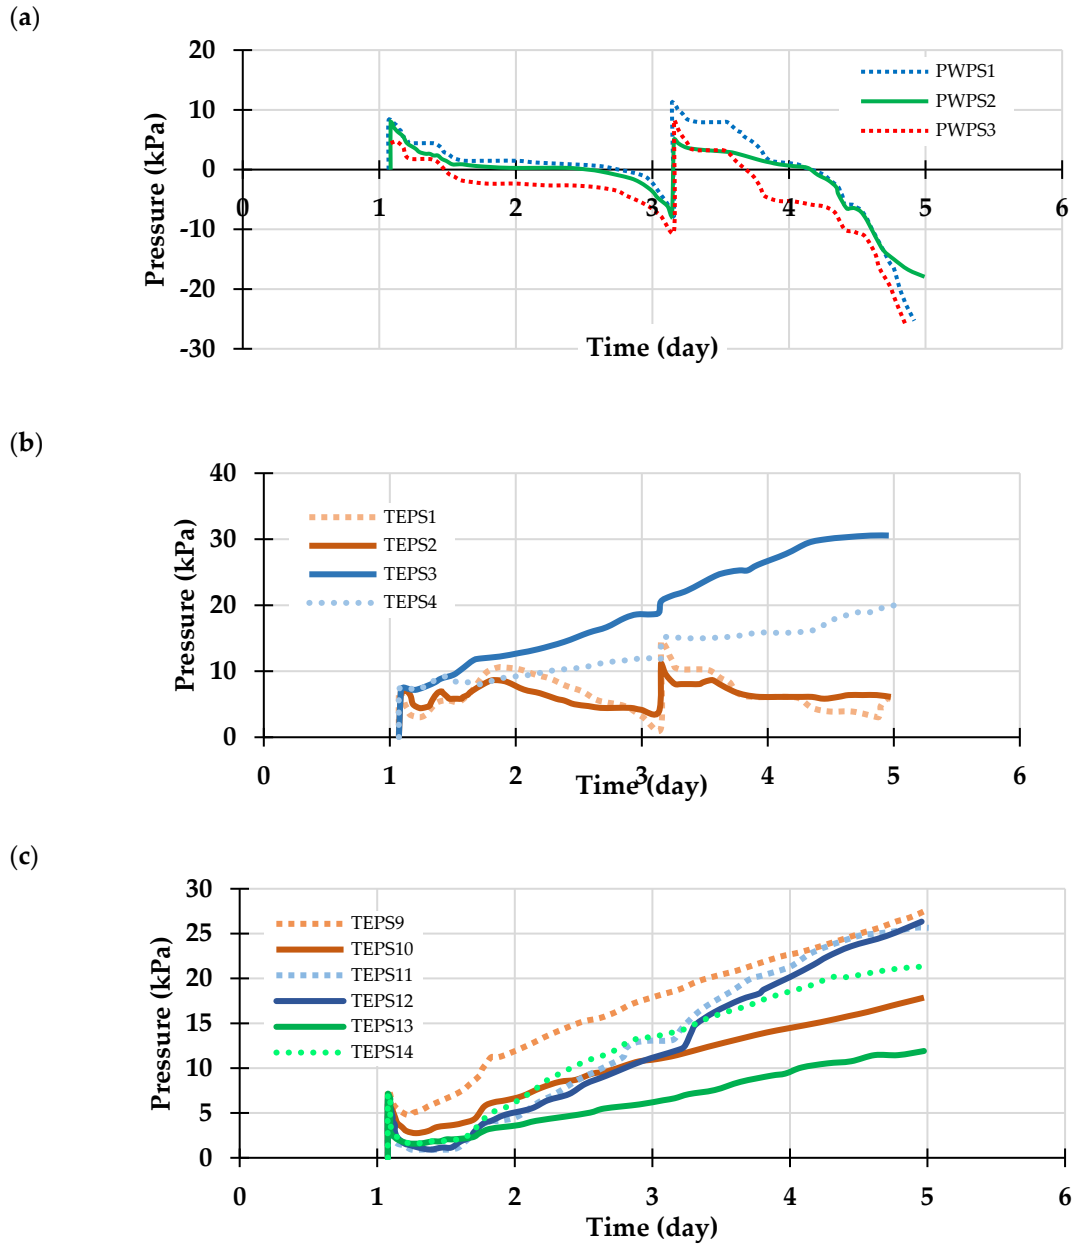 (a)
20
10
0
-10
-20
-30
Pressure (kPa)
0 1 2 3 4 5 6
Time (day)
PWPS1
PWPS2
PWPS3
(b)
40
30
20
10
0
Pressure (kPa)
TEPS1
TEPS2
TEPS3
TEPS4
0 1 2 3 4 5 6
Time (day)
(c)
30
25
20
15
10
5
0
Pressure (kPa)
TEPS9
TEPS10
TEPS11
TEPS12
TEPS13
TEPS14
0 1 2 3 4 5 6
Time (day)